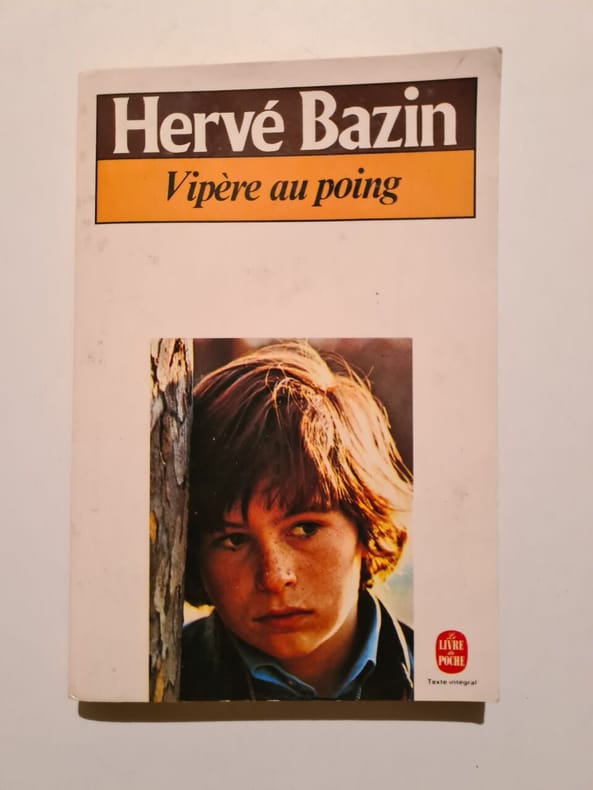 Hervé Bazin
Vipère au poing
Le
LIVRE
de
POCHE
Texte intégral